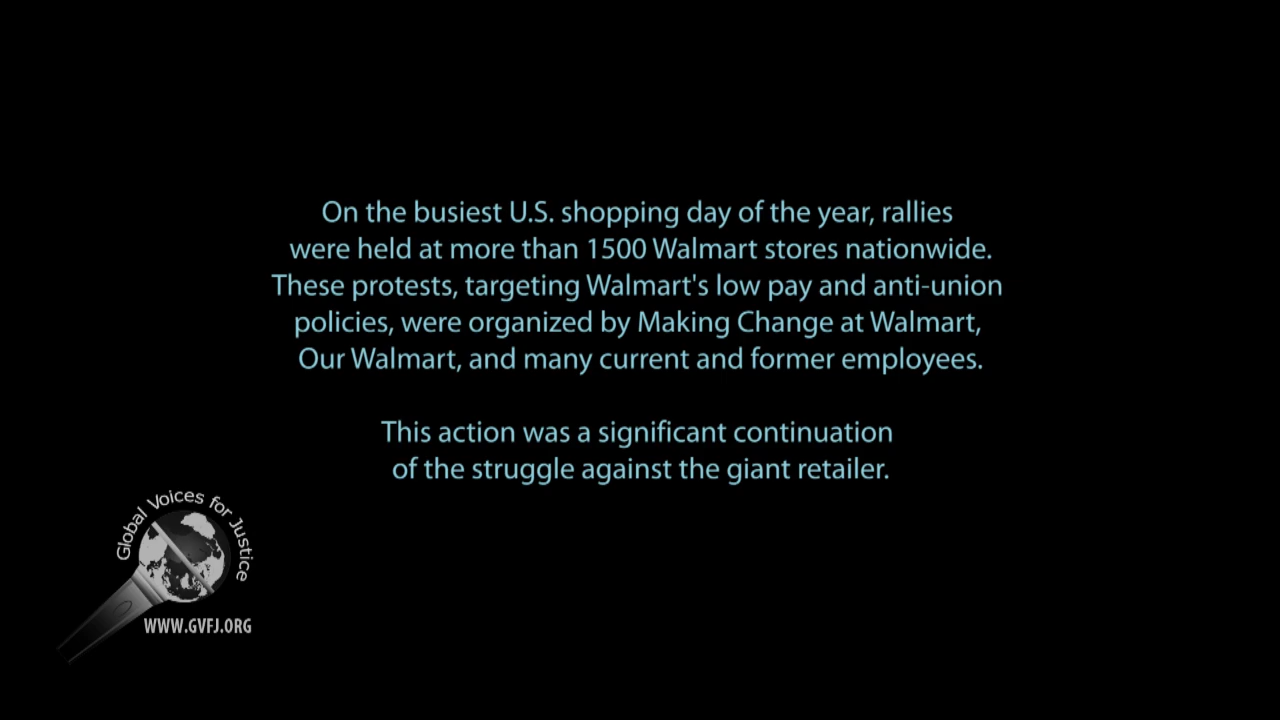 On the busiest U.S. shopping day of the year, rallies
were held at more than 1500 Walmart stores nationwide.
These protests, targeting Walmart's low pay and anti-union
policies, were organized by Making Change at Walmart,
Our Walmart, and many current and former employees.
This action was a significant continuation
of the struggle against the giant retailer.
Global Voices for Justice
WWW.GVFJ.ORG